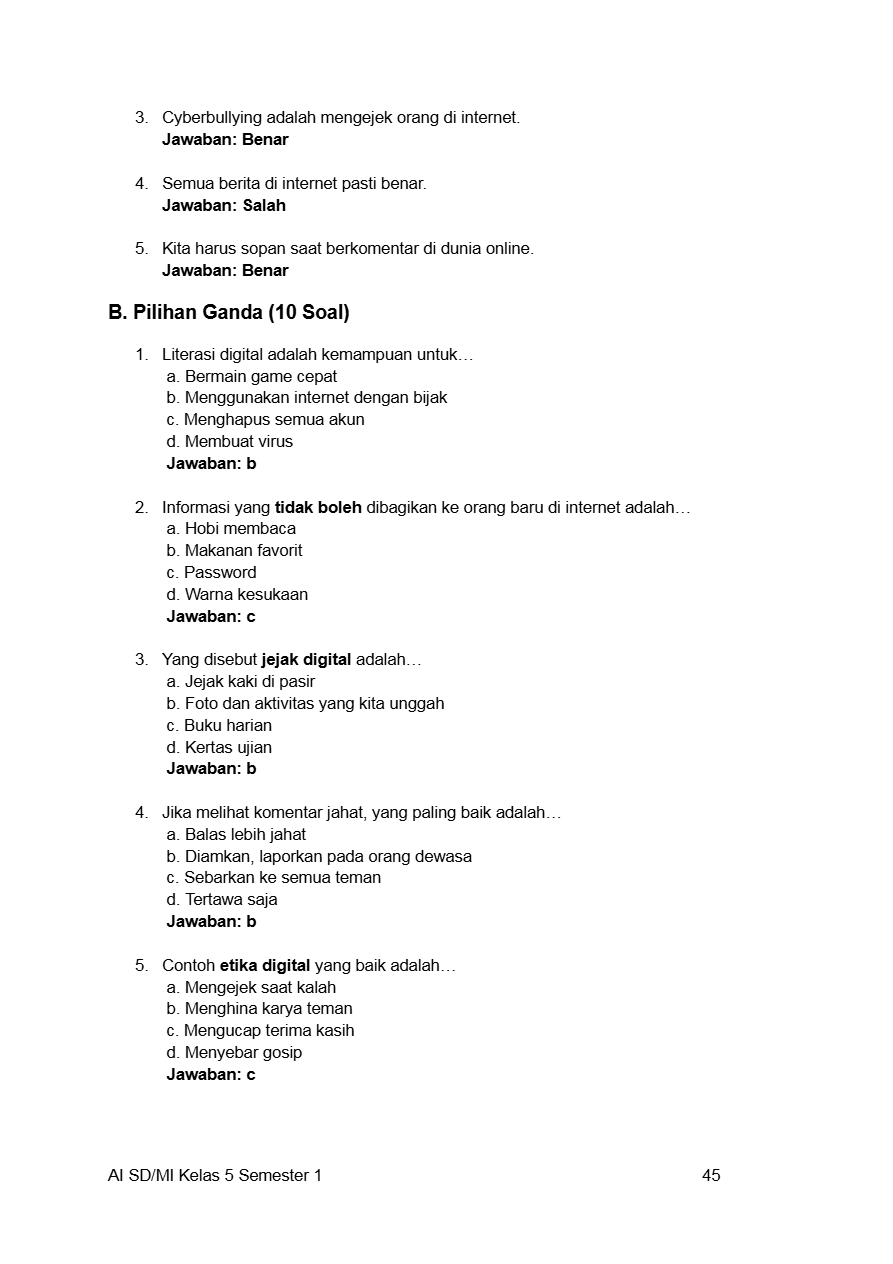 3. Cyberbullying adalah mengejek orang di internet.
Jawaban: Benar
4. Semua berita di internet pasti benar.
Jawaban: Salah
5. Kita harus sopan saat berkomentar di dunia online.
Jawaban: Benar
B. Pilihan Ganda (10 Soal)
1. Literasi digital adalah kemampuan untuk…
a. Bermain game cepat
b. Menggunakan internet dengan bijak
c. Menghapus semua akun
d. Membuat virus
Jawaban: b
2. Informasi yang tidak boleh dibagikan ke orang baru di internet adalah…
a. Hobi membaca
b. Makanan favorit
c. Password
d. Warna kesukaan
Jawaban: c
3. Yang disebut jejak digital adalah…
a. Jejak kaki di pasir
b. Foto dan aktivitas yang kita unggah
c. Buku harian
d. Kertas ujian
Jawaban: b
4. Jika melihat komentar jahat, yang paling baik adalah…
a. Balas lebih jahat
b. Diamkan, laporkan pada orang dewasa
c. Sebarkan ke semua teman
d. Tertawa saja
Jawaban: b
5. Contoh etika digital yang baik adalah…
a. Mengejek saat kalah
b. Menghina karya teman
c. Mengucap terima kasih
d. Menyebar gosip
Jawaban: c
AI SD/MI Kelas 5 Semester 1 45